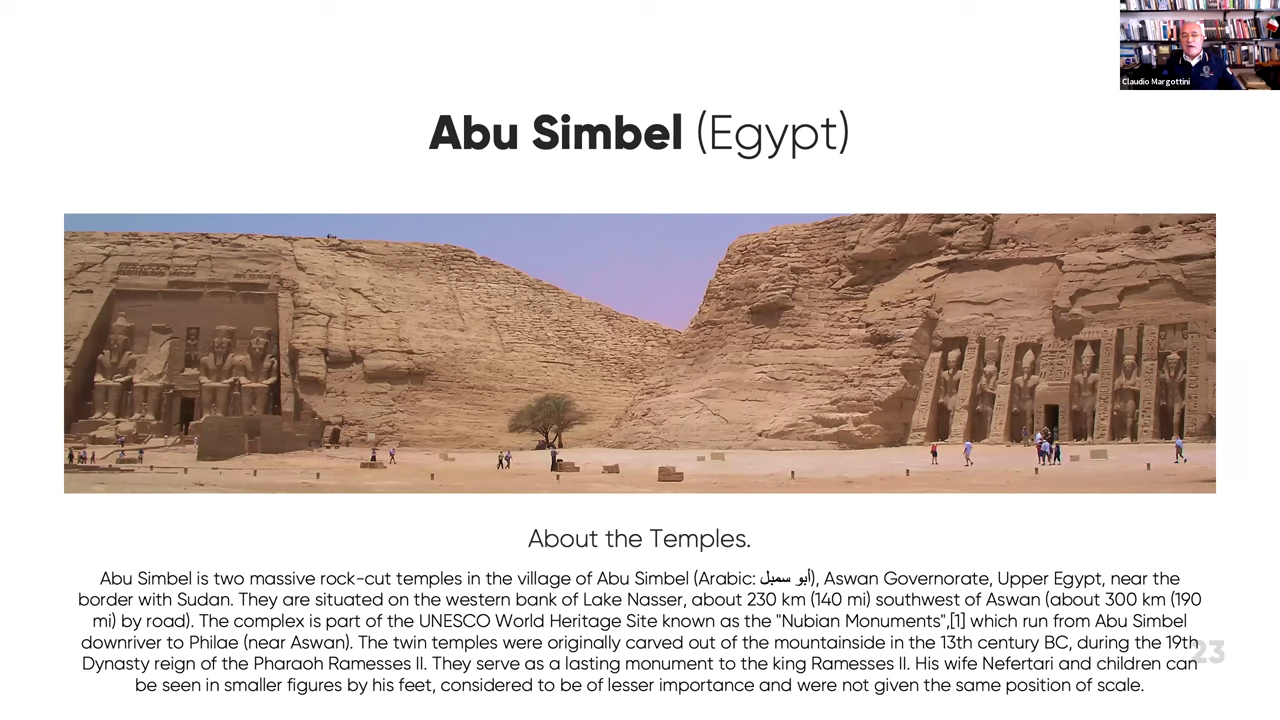 Claudio Margottini
Abu Simbel (Egypt)
About the Temples.
Abu Simbel is two massive rock-cut temples in the village of Abu Simbel (Arabic: أبو سمبل), Aswan Governorate, Upper Egypt, near the
border with Sudan. They are situated on the western bank of Lake Nasser, about 230 km (140 mi) southwest of Aswan (about 300 km (190
mi) by road). The complex is part of the UNESCO World Heritage Site known as the "Nubian Monuments",[1] which run from Abu Simbel
downriver to Philae (near Aswan). The twin temples were originally carved out of the mountainside in the 13th century BC, during the 19th
Dynasty reign of the Pharaoh Ramesses II. They serve as a lasting monument to the king Ramesses II. His wife Nefertari and children can
be seen in smaller figures by his feet, considered to be of lesser importance and were not given the same position of scale.
23